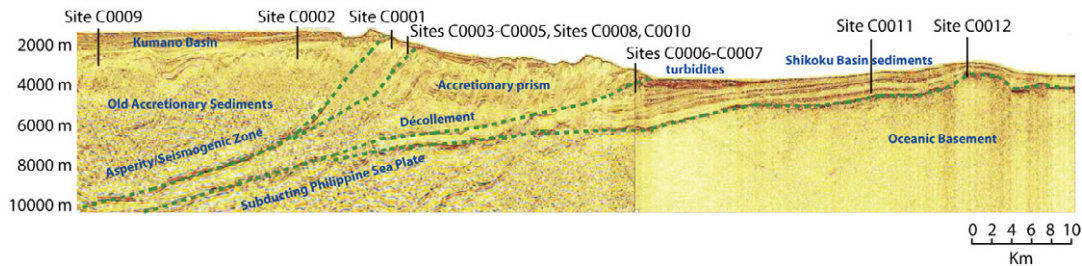 Site C0009
Site C0002
Site C0001
Sites C0003-C0005, Sites C0008, C0010
Sites C0006-C0007
Site C0011
Site C0012
2000 m
4000 m
6000 m
8000 m
10000 m
Kumano Basin
Shikoku Basin sediments
turbidites
Accretionary prism
Old Accretionary Sediments
Décollement
Oceanic Basement
Asperity/Seismogenic Zone
Subducting Philippine Sea Plate
0 2 4 6 8 10
Km